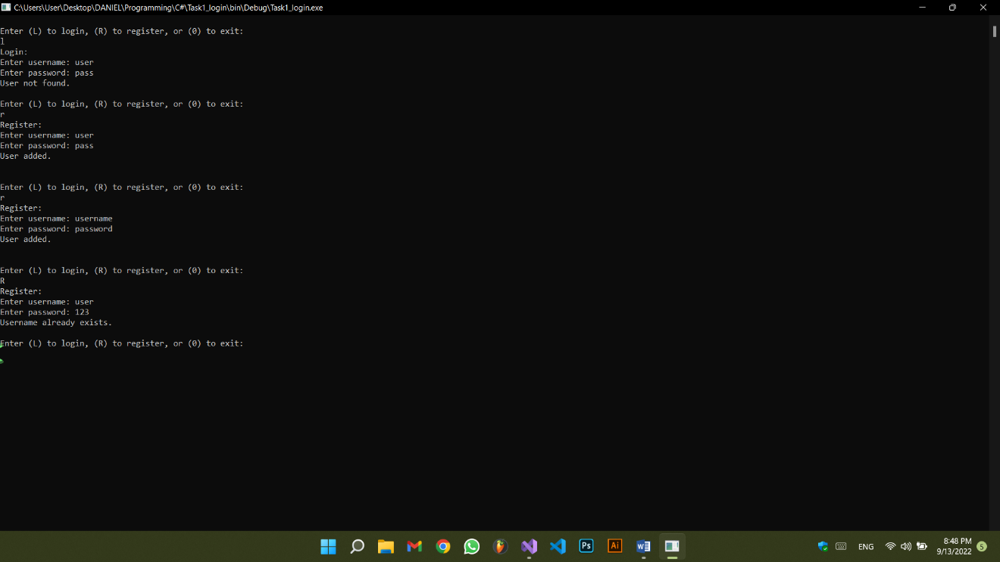 C:\Users\User\Desktop\DANIEL\Programming\C#\Task1_login\bin\Debug\Task1_login.exe
Enter (L) to login, (R) to register, or (0) to exit:
l
Login:
Enter username: user
Enter password: pass
User not found.
Enter (L) to login, (R) to register, or (0) to exit:
r
Register:
Enter username: user
Enter password: pass
User added.
Enter (L) to login, (R) to register, or (0) to exit:
r
Register:
Enter username: username
Enter password: password
User added.
Enter (L) to login, (R) to register, or (0) to exit:
R
Register:
Enter username: user
Enter password: 123
Username already exists.
Enter (L) to login, (R) to register, or (0) to exit:
Ps
Ai
W
ENG
8:48 PM
9/13/2022
5